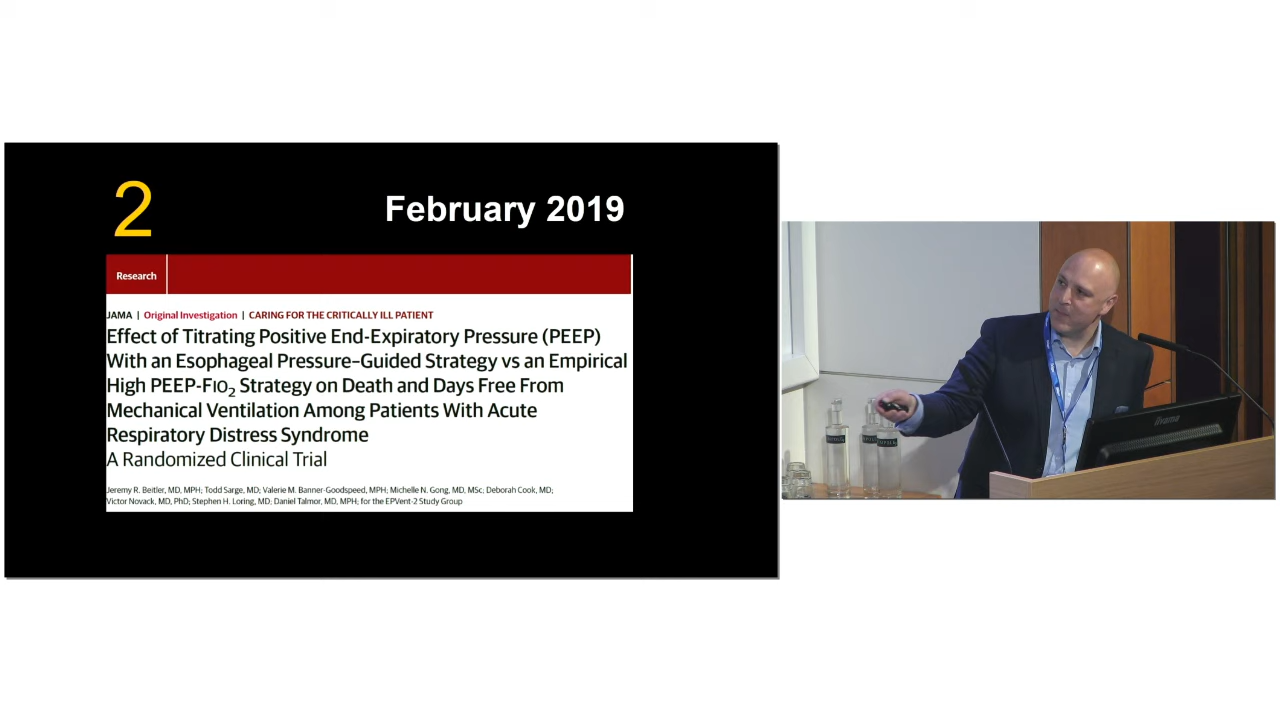 2
February 2019
Research
JAMA | Original Investigation | CARING FOR THE CRITICALLY ILL PATIENT
Effect of Titrating Positive End-Expiratory Pressure (PEEP)
With an Esophageal Pressure–Guided Strategy vs an Empirical
High PEEP-FIO2 Strategy on Death and Days Free From
Mechanical Ventilation Among Patients With Acute
Respiratory Distress Syndrome
A Randomized Clinical Trial
Jeremy R. Beitler, MD, MPH; Todd Sarge, MD; Valerie M. Banner-Goodspeed, MPH; Michelle N. Gong, MD, MSc; Deborah Cook, MD;
Victor Novack, MD, PhD; Stephen H. Loring, MD; Daniel Talmor, MD, MPH; for the EPVent-2 Study Group
iiyama